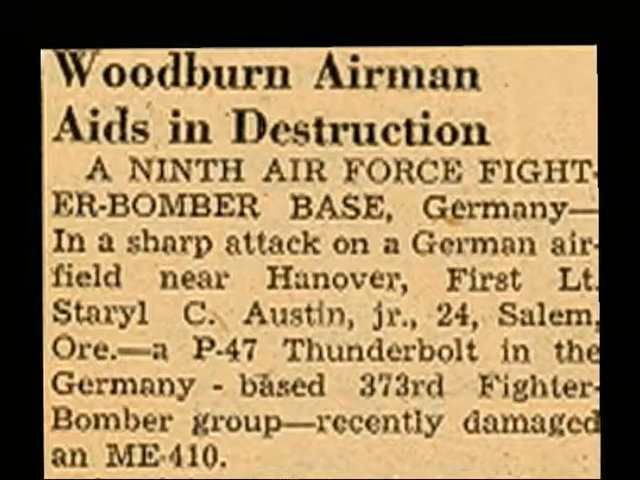 Woodburn Airman
Aids in Destruction
A NINTH AIR FORCE FIGHT-
ER-BOMBER BASE, Germany—
In a sharp attack on a German air-
field near Hanover, First Lt.
Staryl C. Austin, jr., 24, Salem,
Ore.—a P-47 Thunderbolt in the
Germany - based 373rd Fighter-
Bomber group—recently damaged
an ME-410.